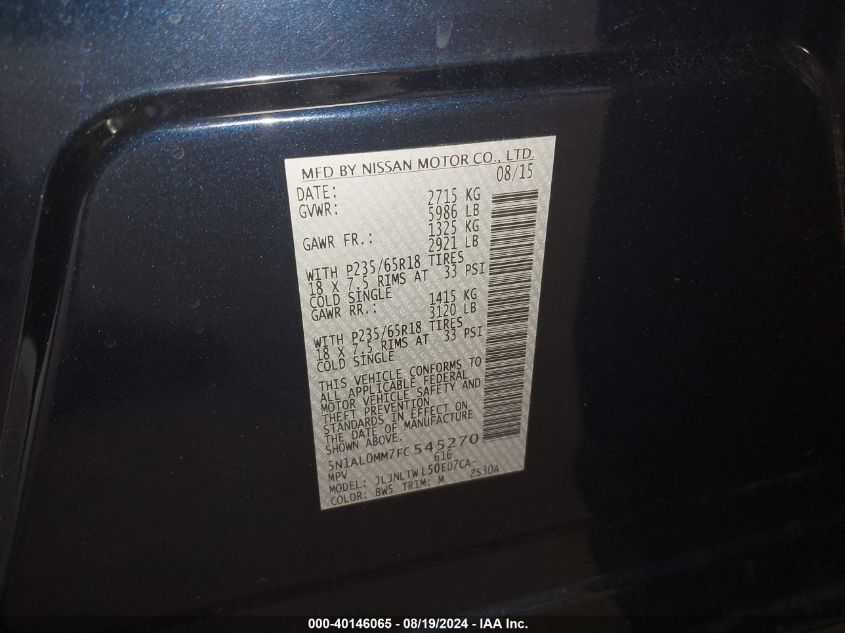 MFD BY NISSAN MOTOR CO., LTD.
DATE: 08/15
GVWR: 2715 KG
5986 LB
GAWR FR.: 1325 KG
2921 LB
WITH P235/65R18 TIRES
18 X 7.5 RIMS AT 33 PSI
COLD SINGLE
GAWR RR.: 1415 KG
3120 LB
WITH P235/65R18 TIRES
18 X 7.5 RIMS AT 33 PSI
COLD SINGLE
THIS VEHICLE CONFORMS TO
ALL APPLICABLE FEDERAL
MOTOR VEHICLE SAFETY AND
THEFT PREVENTION
STANDARDS IN EFFECT ON
THE DATE OF MANUFACTURE
SHOWN ABOVE.
5N1AL0MM7FC545270
MPV 616
JLJNLTWL50EU7CA-
COLOR: BW5 TRIM: M ZS30A
000-40146065 - 08/19/2024 - IAA Inc.